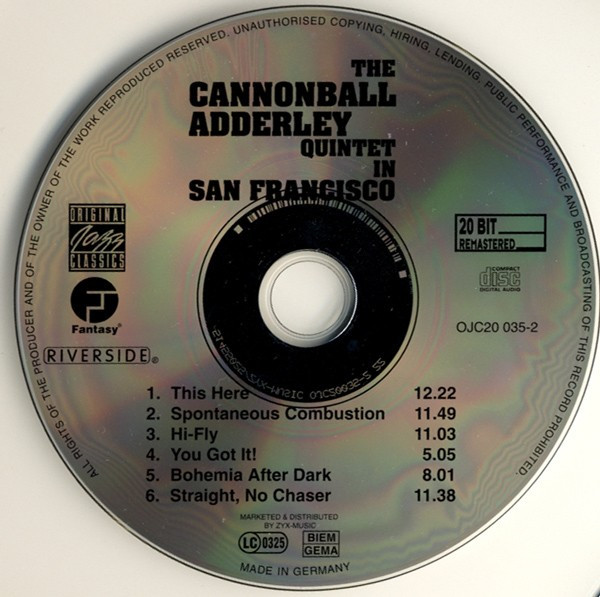 ALL RIGHTS OF THE PRODUCER AND OF THE OWNER OF THE WORK REPRODUCED RESERVED. UNAUTHORISED COPYING, HIRING, LENDING, PUBLIC PERFORMANCE AND BROADCASTING OF THIS RECORD PROHIBITED.
THE
CANNONBALL
ADDERLEY
QUINTET
IN
SAN FRANCISCO
ORIGINAL
Jazz
CLASSICS
Fantasy®
RIVERSIDE®
20 BIT
REMASTERED
COMPACT
disc
DIGITAL AUDIO
OJC20 035-2
1. This Here 12.22
2. Spontaneous Combustion 11.49
3. Hi-Fly 11.03
4. You Got It! 5.05
5. Bohemia After Dark 8.01
6. Straight, No Chaser 11.38
MARKETED & DISTRIBUTED
BY ZYX-MUSIC
LC 0325
BIEM
GEMA
MADE IN GERMANY